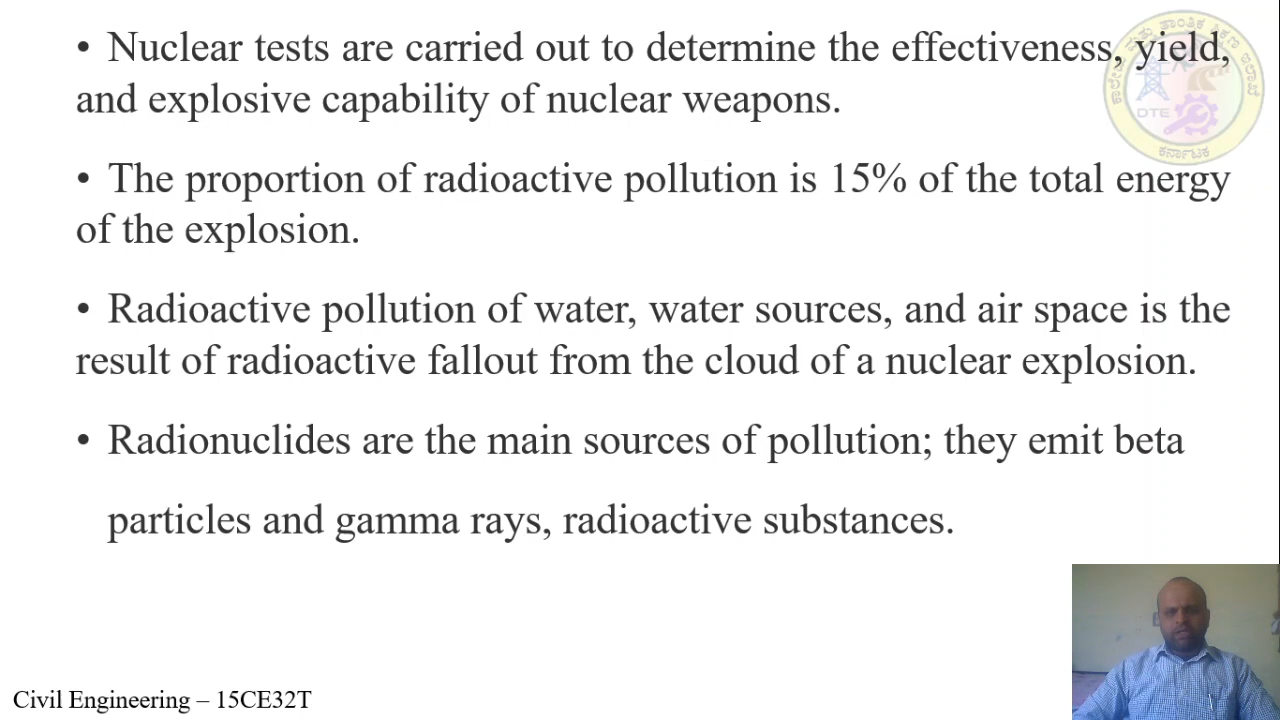 • Nuclear tests are carried out to determine the effectiveness, yield,
and explosive capability of nuclear weapons.
• The proportion of radioactive pollution is 15% of the total energy
of the explosion.
• Radioactive pollution of water, water sources, and air space is the
result of radioactive fallout from the cloud of a nuclear explosion.
• Radionuclides are the main sources of pollution; they emit beta
particles and gamma rays, radioactive substances.
DTE
ಕರ್ನಾಟಕ
Civil Engineering – 15CE32T